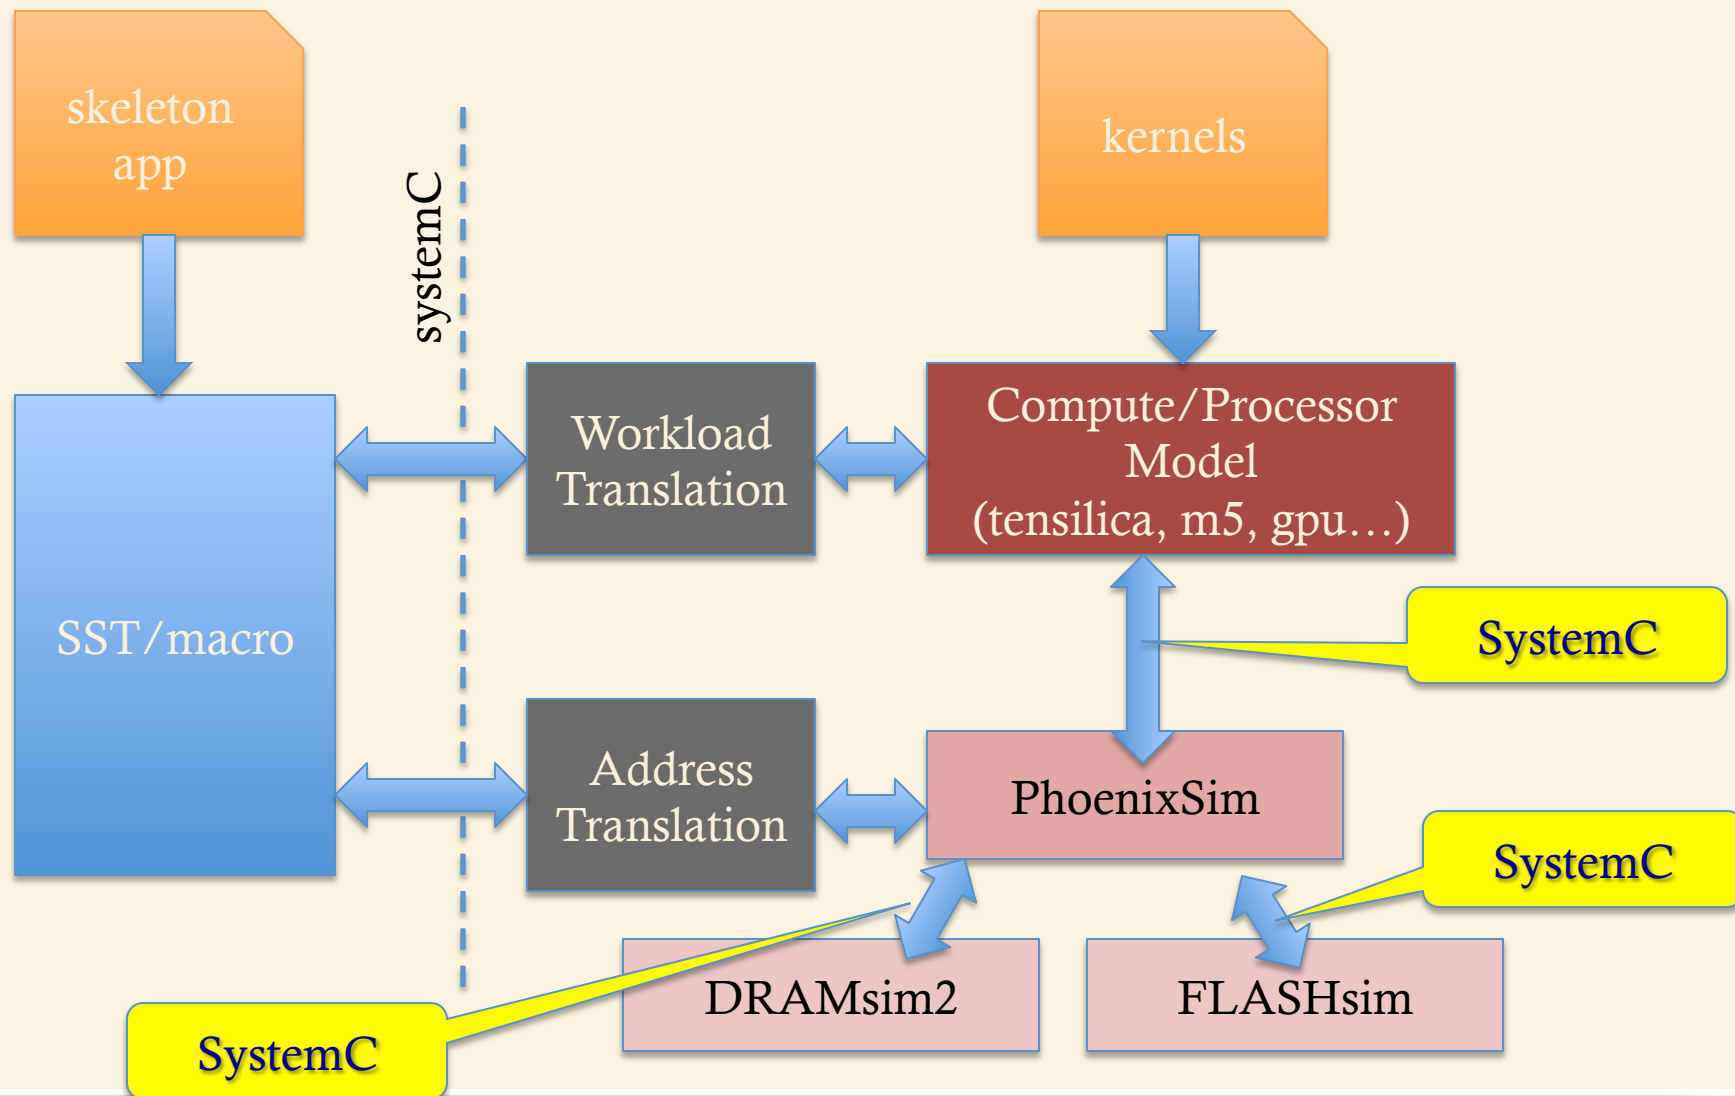 skeleton
app
kernels
systemC
Workload
Translation
Compute/Processor
Model
(tensilica, m5, gpu...)
SST/macro
SystemC
Address
Translation
PhoenixSim
SystemC
DRAMsim2
FLASHsim
SystemC